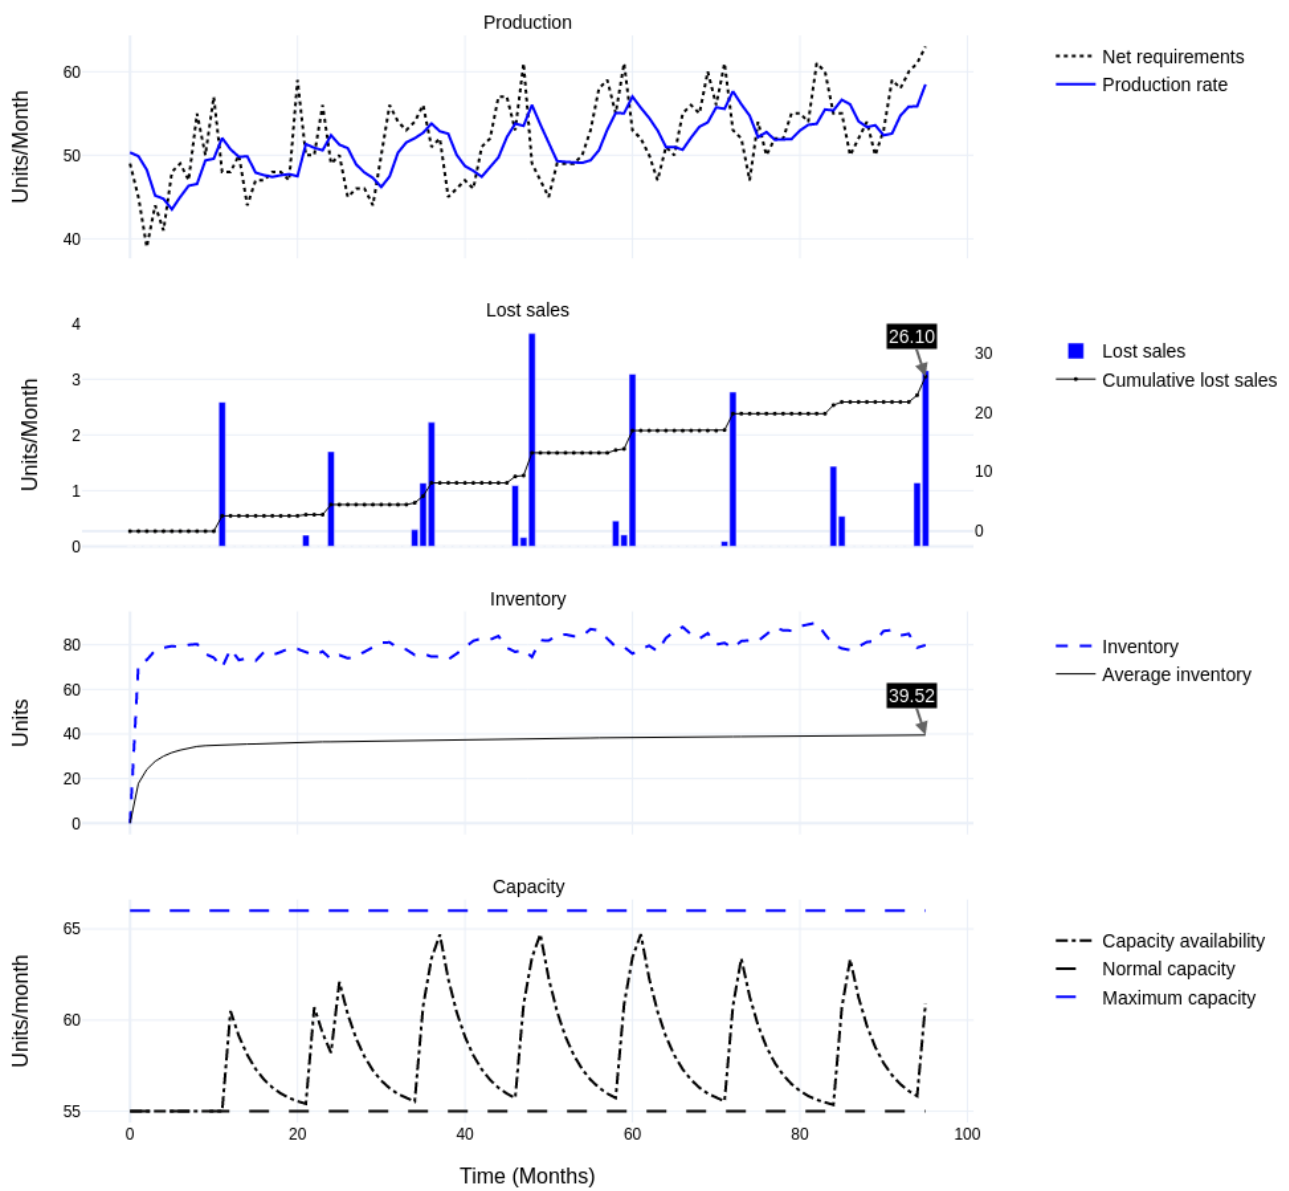 Production
Units/Month
60
50
40
Net requirements
Production rate
Lost sales
Units/Month
4
3
2
1
0
30
20
10
0
26.10
Lost sales
Cumulative lost sales
Inventory
Units
80
60
40
20
0
39.52
Inventory
Average inventory
Capacity
Units/month
65
60
55
0
20
40
60
80
100
Time (Months)
Capacity availability
Normal capacity
Maximum capacity